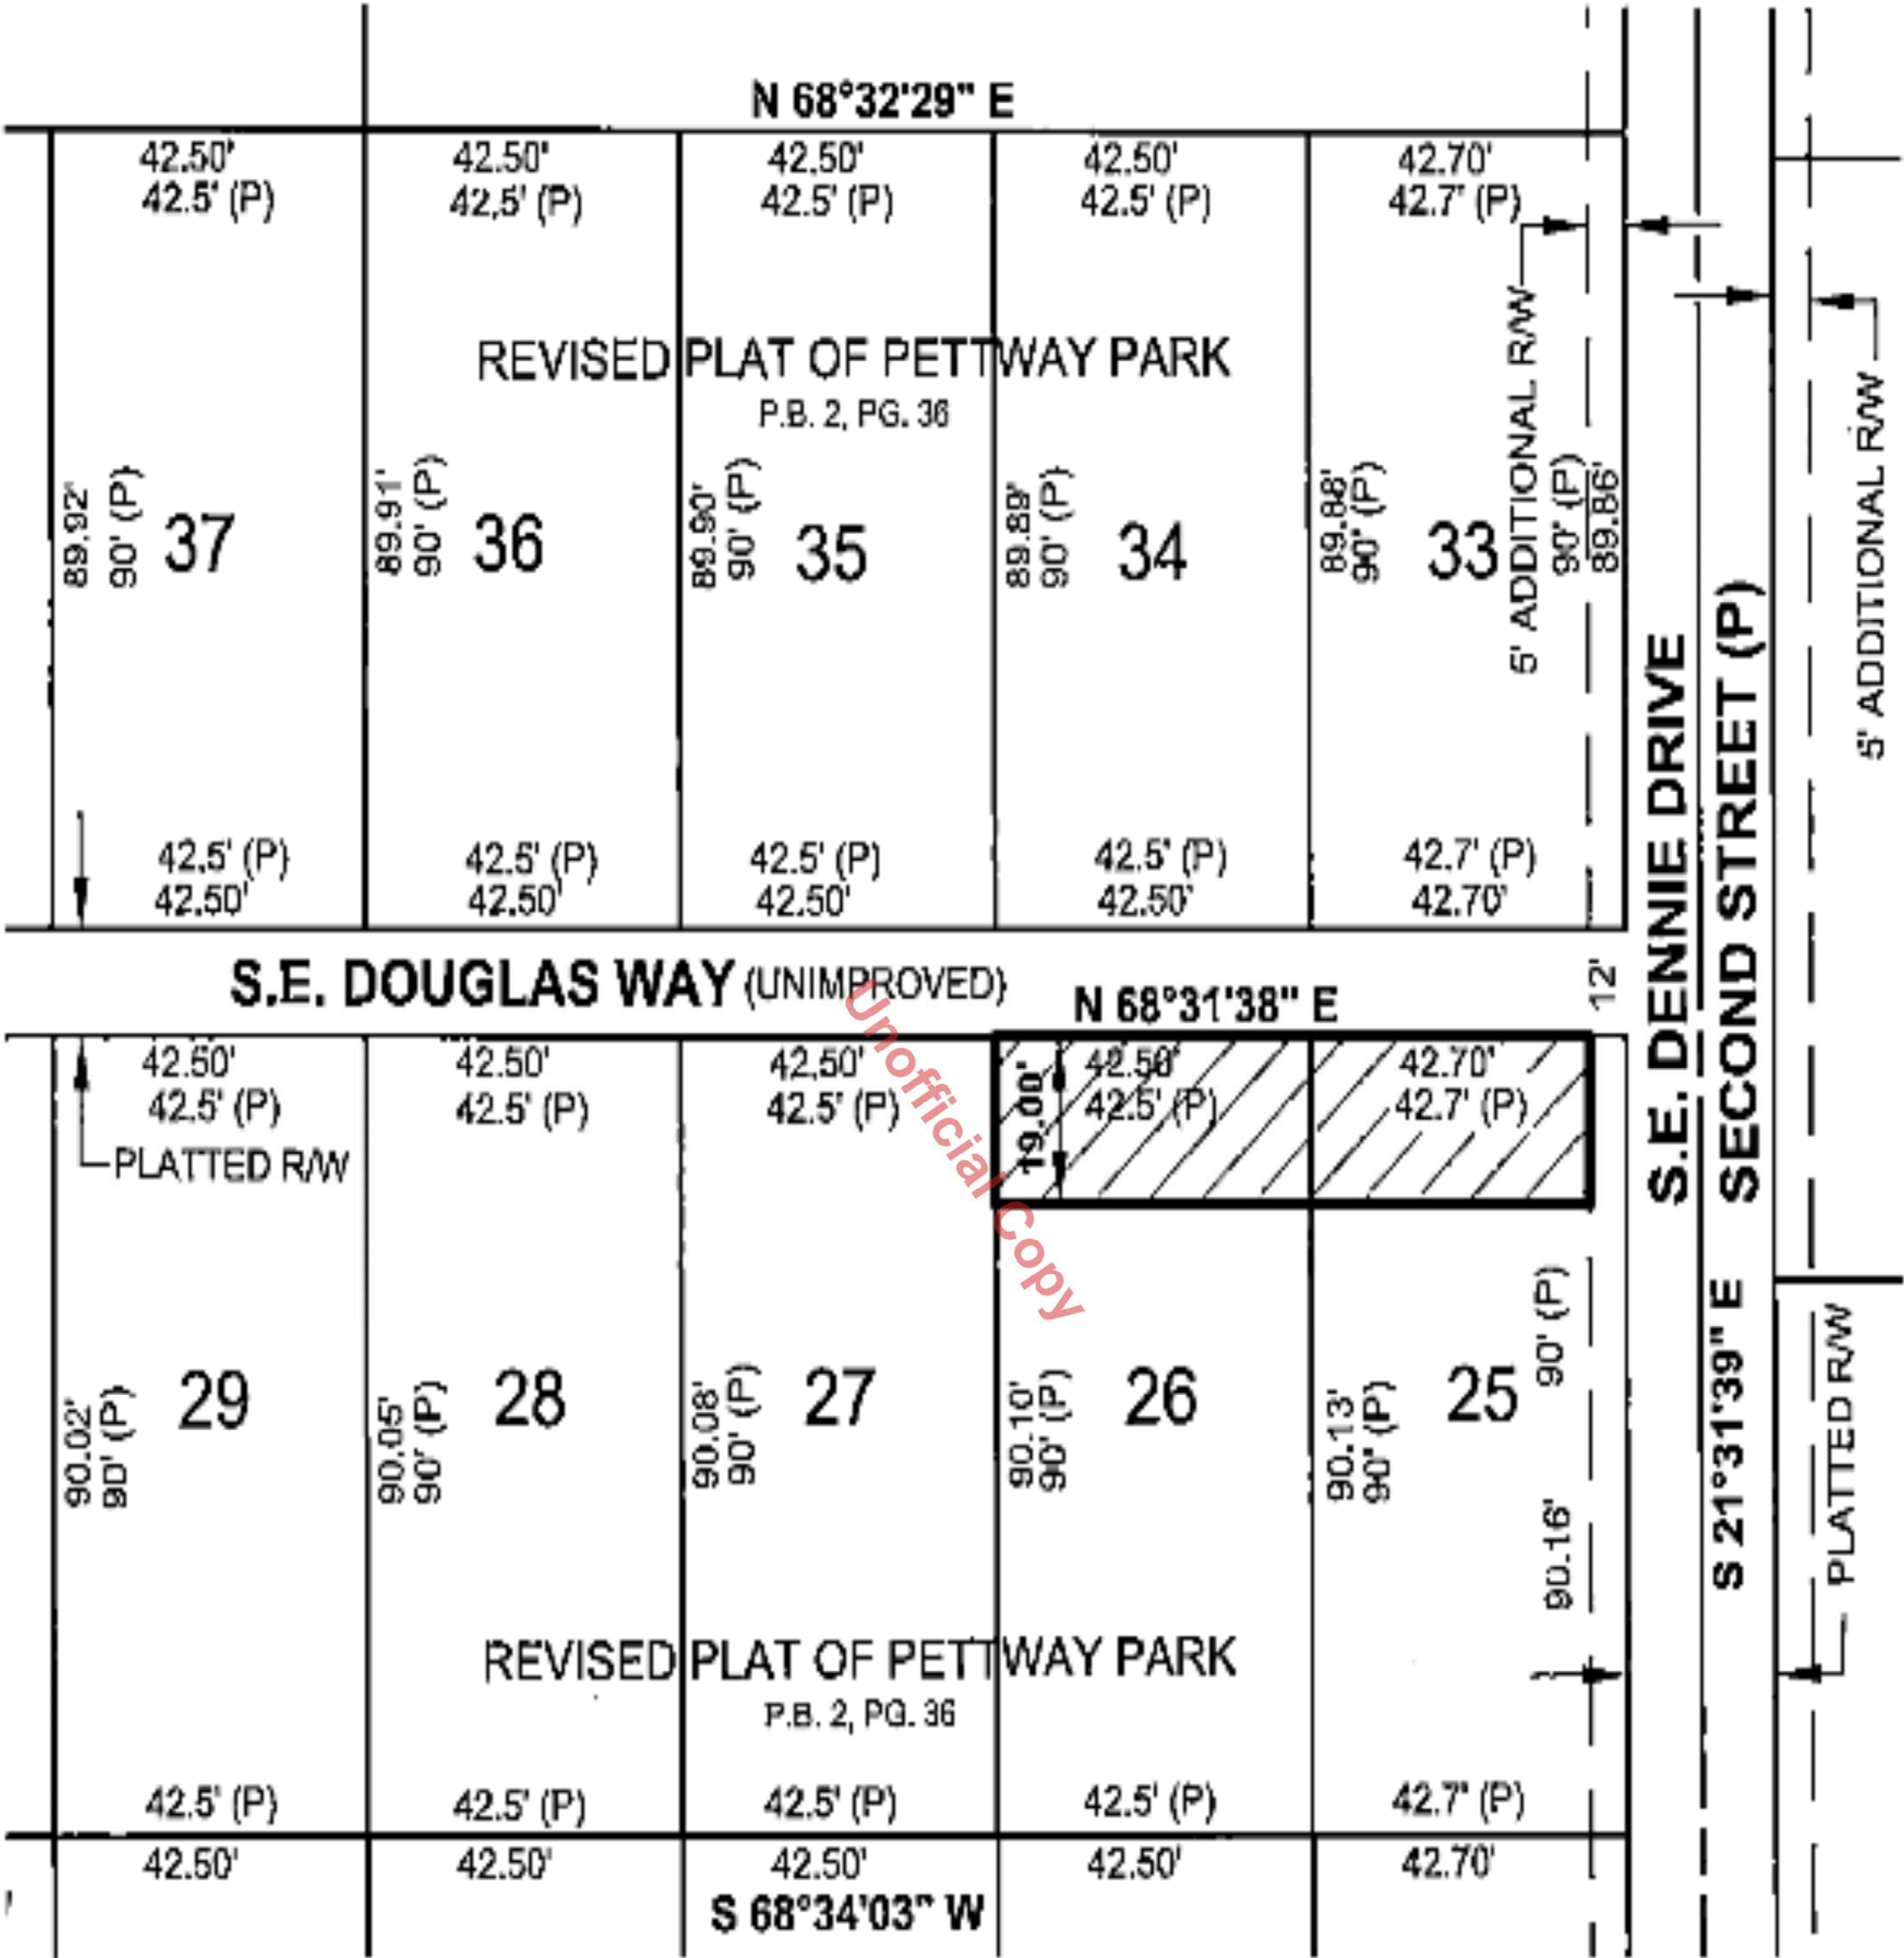 N 68°32'29" E
42.50'
42.5' (P)
42.50'
42.5' (P)
42.50'
42.5' (P)
42.50'
42.5' (P)
42.70'
42.7' (P)
REVISED PLAT OF PETTWAY PARK
P.B. 2, PG. 36
89.92'
90' (P)
37
89.91'
90' (P)
36
89.90'
90' (P)
35
89.89'
90' (P)
34
89.88'
90' (P)
33
5' ADDITIONAL R/W
90' (P)
89.86'
5' ADDITIONAL R/W
42.5' (P)
42.50'
42.5' (P)
42.50'
42.5' (P)
42.50'
42.5' (P)
42.50'
42.7' (P)
42.70'
S.E. DENNIE DRIVE
SECOND STREET (P)
S 21°31'39" E
S.E. DOUGLAS WAY (UNIMPROVED)
N 68°31'38" E
12'
42.50'
42.5' (P)
42.50'
42.5' (P)
42.50'
42.5' (P)
19.00'
42.50'
42.5' (P)
42.70'
42.7' (P)
PLATTED R/W
Unofficial Copy
90.02'
90' (P)
29
90.05'
90' (P)
28
90.08'
90' (P)
27
90.10'
90' (P)
26
90.13'
90' (P)
25
90' (P)
90.16'
PLATTED R/W
REVISED PLAT OF PETTWAY PARK
P.B. 2, PG. 36
42.5' (P)
42.50'
42.5' (P)
42.50'
42.5' (P)
42.50'
42.5' (P)
42.50'
42.7' (P)
42.70'
S 68°34'03" W